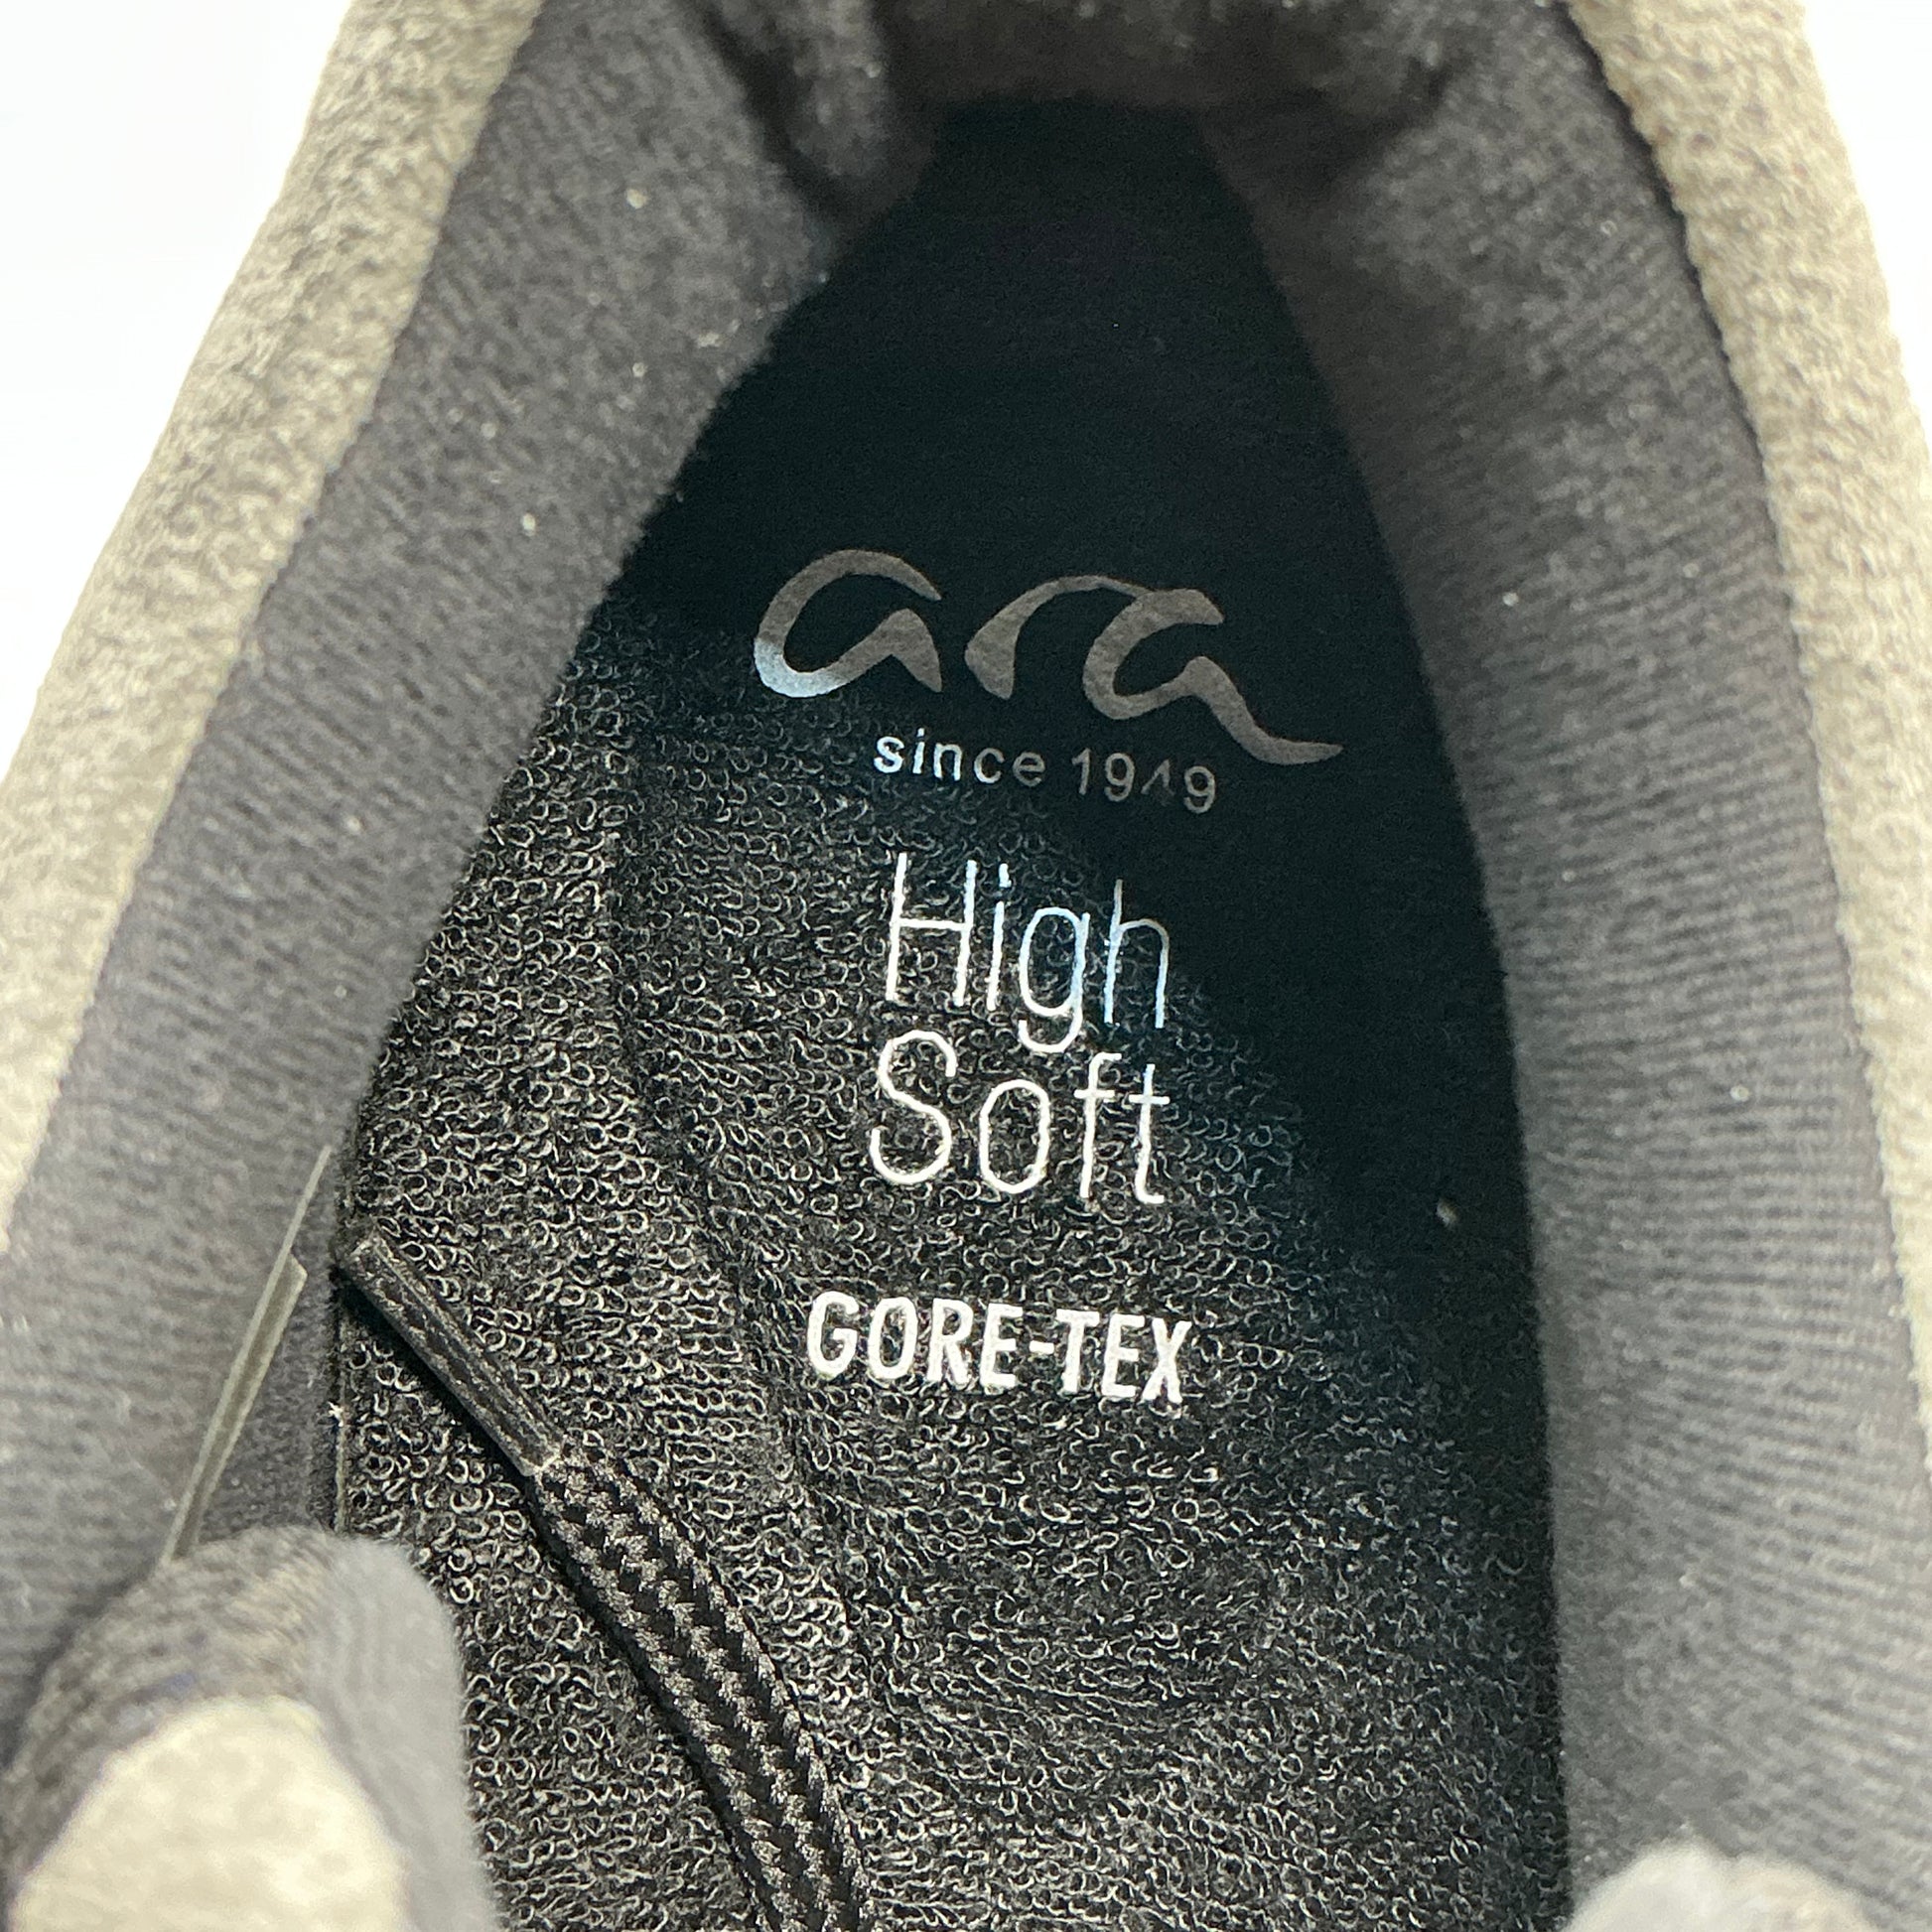 ara
since 1949
High
Soft
GORE-TEX